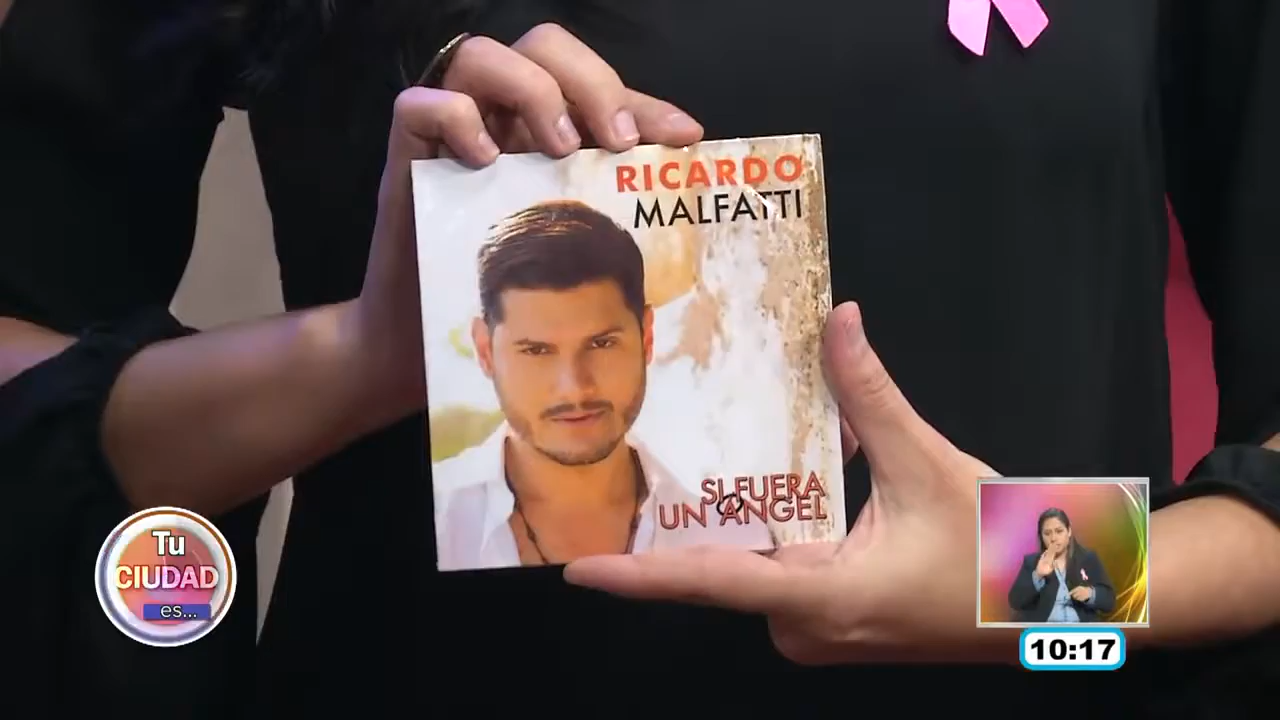 RICARDO
MALFATTI
SI FUERA
UN ANGEL
Tu
CIUDAD
es...
10:17